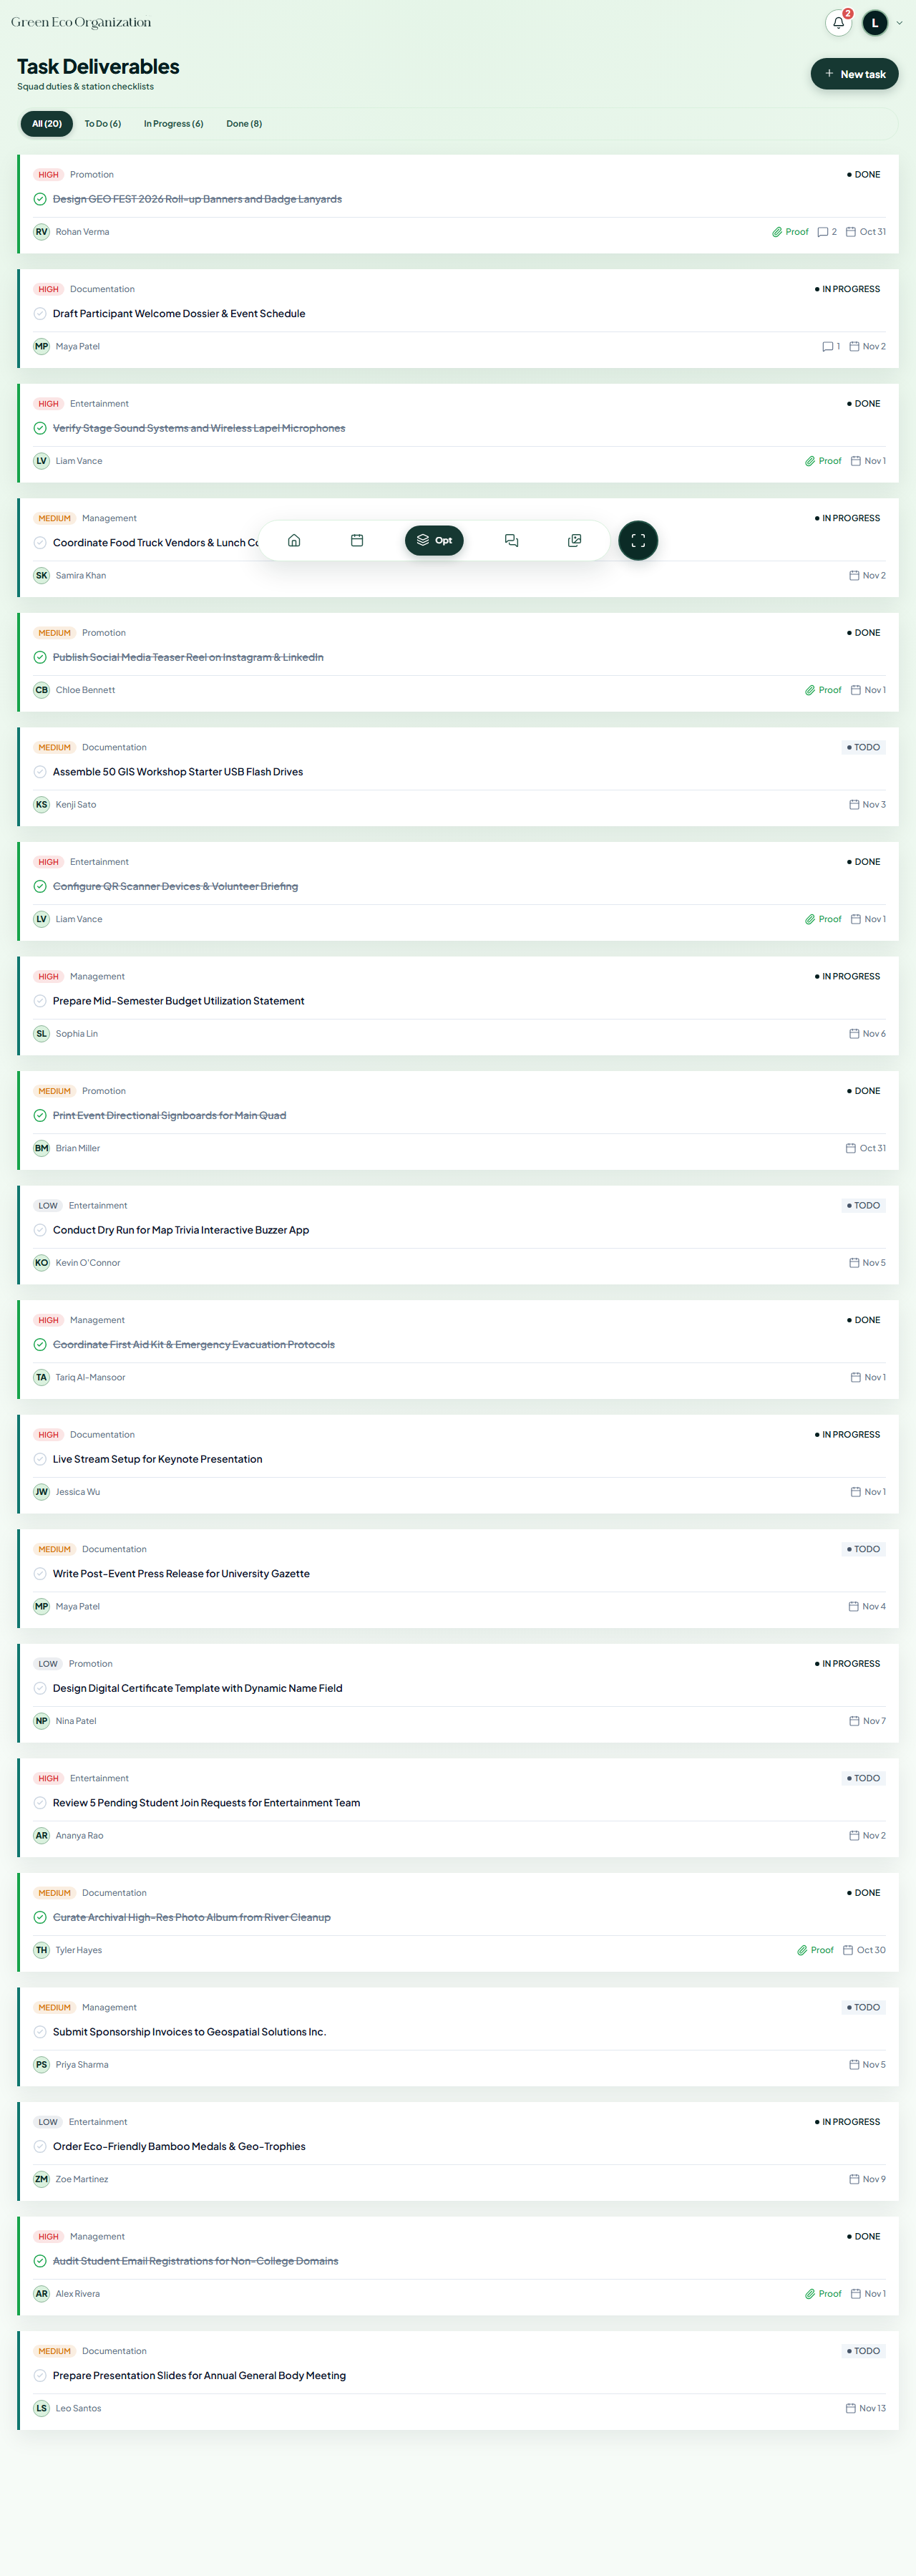 Green Eco Organization
2
L
Task Deliverables
Squad duties & station checklists
New task
All (20) To Do (6) In Progress (6) Done (8)
HIGH Promotion DONE
Design GEO FEST 2026 Roll-up Banners and Badge Lanyards
RV Rohan Verma Proof 2 Oct 31
HIGH Documentation IN PROGRESS
Draft Participant Welcome Dossier & Event Schedule
MP Maya Patel 1 Nov 2
HIGH Entertainment DONE
Verify Stage Sound Systems and Wireless Lapel Microphones
LV Liam Vance Proof Nov 1
MEDIUM Management IN PROGRESS
Coordinate Food Truck Vendors & Lunch Co
Opt
SK Samira Khan Nov 2
MEDIUM Promotion DONE
Publish Social Media Teaser Reel on Instagram & LinkedIn
CB Chloe Bennett Proof Nov 1
MEDIUM Documentation TODO
Assemble 50 GIS Workshop Starter USB Flash Drives
KS Kenji Sato Nov 3
HIGH Entertainment DONE
Configure QR Scanner Devices & Volunteer Briefing
LV Liam Vance Proof Nov 1
HIGH Management IN PROGRESS
Prepare Mid-Semester Budget Utilization Statement
SL Sophia Lin Nov 6
MEDIUM Promotion DONE
Print Event Directional Signboards for Main Quad
BM Brian Miller Oct 31
LOW Entertainment TODO
Conduct Dry Run for Map Trivia Interactive Buzzer App
KO Kevin O'Connor Nov 5
HIGH Management DONE
Coordinate First Aid Kit & Emergency Evacuation Protocols
TA Tariq Al-Mansoor Nov 1
HIGH Documentation IN PROGRESS
Live Stream Setup for Keynote Presentation
JW Jessica Wu Nov 1
MEDIUM Documentation TODO
Write Post-Event Press Release for University Gazette
MP Maya Patel Nov 4
LOW Promotion IN PROGRESS
Design Digital Certificate Template with Dynamic Name Field
NP Nina Patel Nov 7
HIGH Entertainment TODO
Review 5 Pending Student Join Requests for Entertainment Team
AR Ananya Rao Nov 2
MEDIUM Documentation DONE
Curate Archival High-Res Photo Album from River Cleanup
TH Tyler Hayes Proof Oct 30
MEDIUM Management TODO
Submit Sponsorship Invoices to Geospatial Solutions Inc.
PS Priya Sharma Nov 5
LOW Entertainment IN PROGRESS
Order Eco-Friendly Bamboo Medals & Geo-Trophies
ZM Zoe Martinez Nov 9
HIGH Management DONE
Audit Student Email Registrations for Non-College Domains
AR Alex Rivera Proof Nov 1
MEDIUM Documentation TODO
Prepare Presentation Slides for Annual General Body Meeting
LS Leo Santos Nov 13